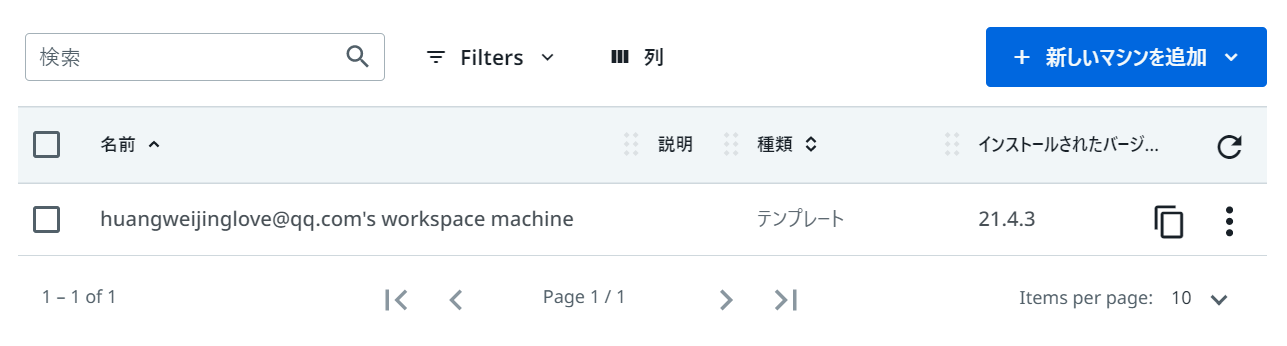 検索 Filters 列 + 新しいマシンを追加
名前 説明 種類 インストールされたバージ...
huangweijinglove@qq.com's workspace machine テンプレート 21.4.3
1 – 1 of 1 Page 1 / 1 Items per page: 10